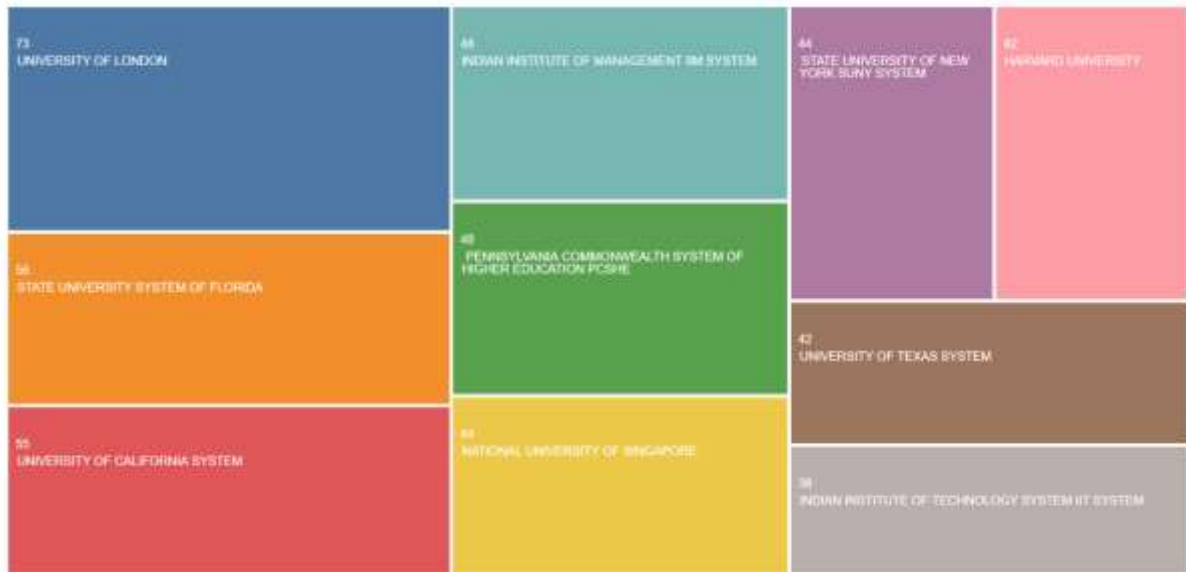 73
UNIVERSITY OF LONDON
56
STATE UNIVERSITY SYSTEM OF FLORIDA
55
UNIVERSITY OF CALIFORNIA SYSTEM
INDIAN INSTITUTE OF MANAGEMENT IIM SYSTEM
PENNSYLVANIA COMMONWEALTH SYSTEM OF
HIGHER EDUCATION PCSHE
NATIONAL UNIVERSITY OF SINGAPORE
44
STATE UNIVERSITY OF NEW
YORK SUNY SYSTEM
42
HARVARD UNIVERSITY
42
UNIVERSITY OF TEXAS SYSTEM
38
INDIAN INSTITUTE OF TECHNOLOGY SYSTEM IIT SYSTEM